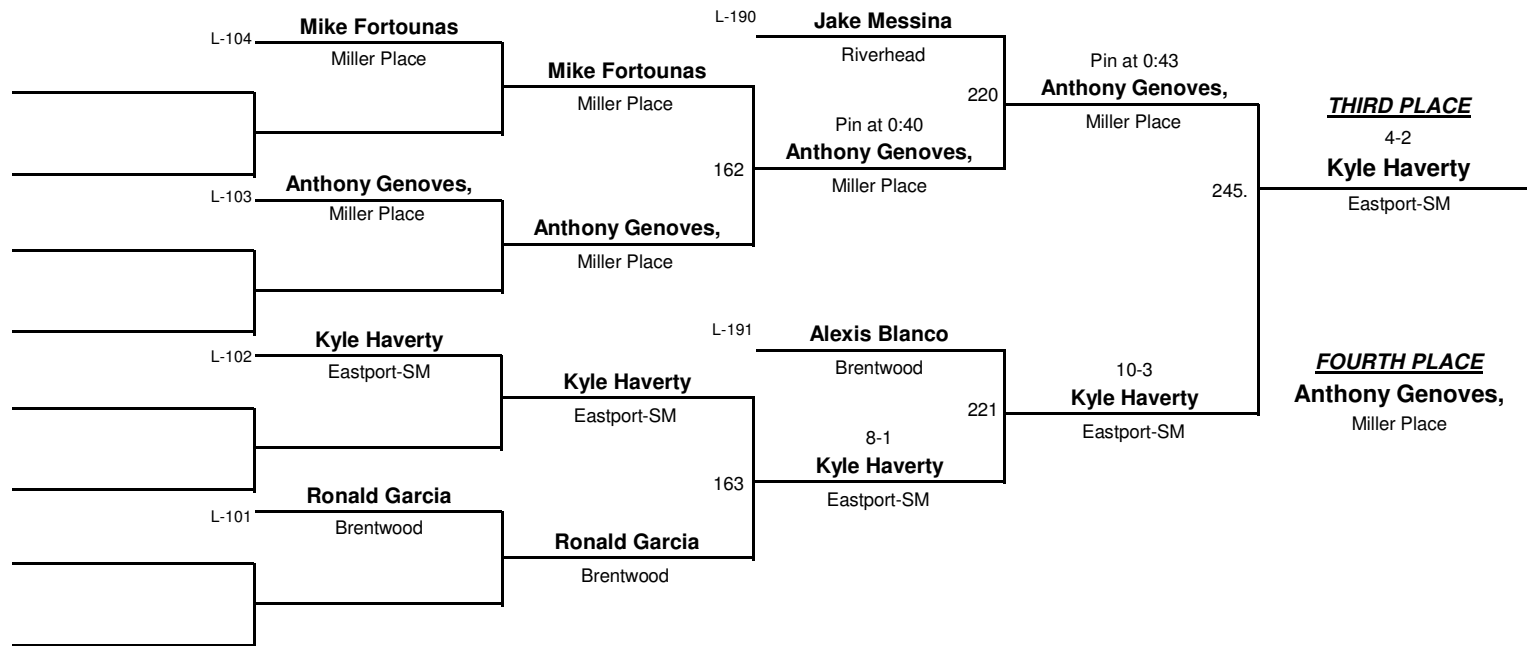 L-104
Mike Fortounas
Miller Place
L-103
Anthony Genoves,
Miller Place
L-102
Kyle Haverty
Eastport-SM
L-101
Ronald Garcia
Brentwood
Mike Fortounas
Miller Place
162
Anthony Genoves,
Miller Place
Kyle Haverty
Eastport-SM
163
Ronald Garcia
Brentwood
L-190
Jake Messina
Riverhead
220
Pin at 0:40
Anthony Genoves,
Miller Place
L-191
Alexis Blanco
Brentwood
221
8-1
Kyle Haverty
Eastport-SM
Pin at 0:43
Anthony Genoves,
Miller Place
245.
10-3
Kyle Haverty
Eastport-SM
THIRD PLACE
4-2
Kyle Haverty
Eastport-SM
FOURTH PLACE
Anthony Genoves,
Miller Place